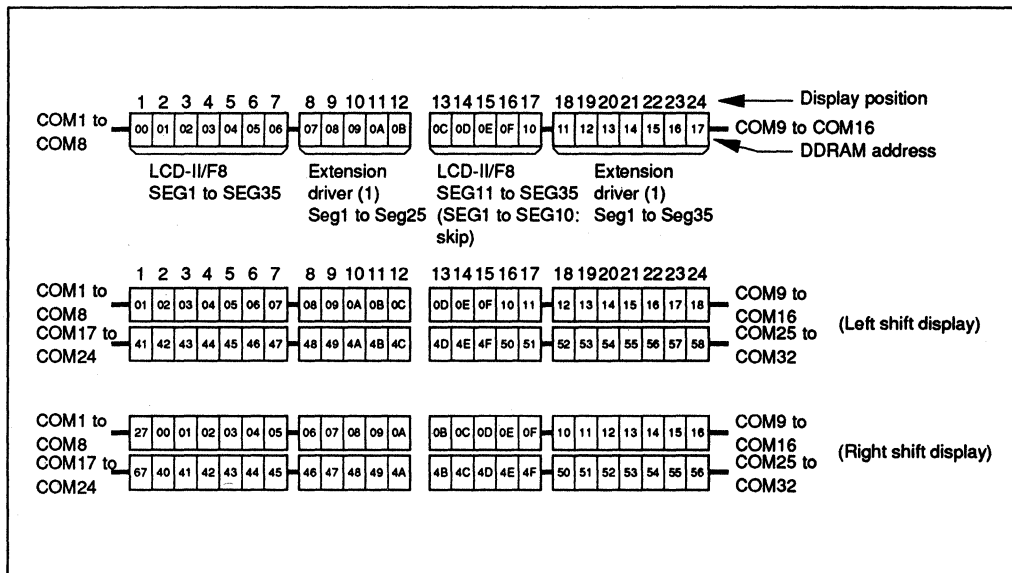 1 2 3 4 5 6 7 8 9 10 11 12 13 14 15 16 17 18 19 20 21 22 23 24 Display position
COM1 to COM8 00 01 02 03 04 05 06 07 08 09 0A 0B 0C 0D 0E 0F 10 11 12 13 14 15 16 17 COM9 to COM16
DDRAM address
LCD-II/F8
SEG1 to SEG35
Extension
driver (1)
Seg1 to Seg25
LCD-II/F8
SEG11 to SEG35
(SEG1 to SEG10:
skip)
Extension
driver (1)
Seg1 to Seg35
1 2 3 4 5 6 7 8 9 10 11 12 13 14 15 16 17 18 19 20 21 22 23 24
COM1 to COM8 01 02 03 04 05 06 07 08 09 0A 0B 0C 0D 0E 0F 10 11 12 13 14 15 16 17 18 COM9 to COM16
(Left shift display)
COM17 to COM24 41 42 43 44 45 46 47 48 49 4A 4B 4C 4D 4E 4F 50 51 52 53 54 55 56 57 58 COM25 to COM32
COM1 to COM8 27 00 01 02 03 04 05 06 07 08 09 0A 0B 0C 0D 0E 0F 10 11 12 13 14 15 16 COM9 to COM16
(Right shift display)
COM17 to COM24 67 40 41 42 43 44 45 46 47 48 49 4A 4B 4C 4D 4E 4F 50 51 52 53 54 55 56 COM25 to COM32